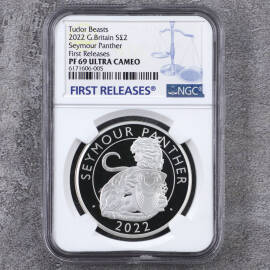 Tudor Beasts
2022 G.Britain S£2
Seymour Panther
First Releases
PF 69 ULTRA CAMEO
6171606-005
FIRST RELEASES®
NGC
SEYMOUR PANTHER
2022